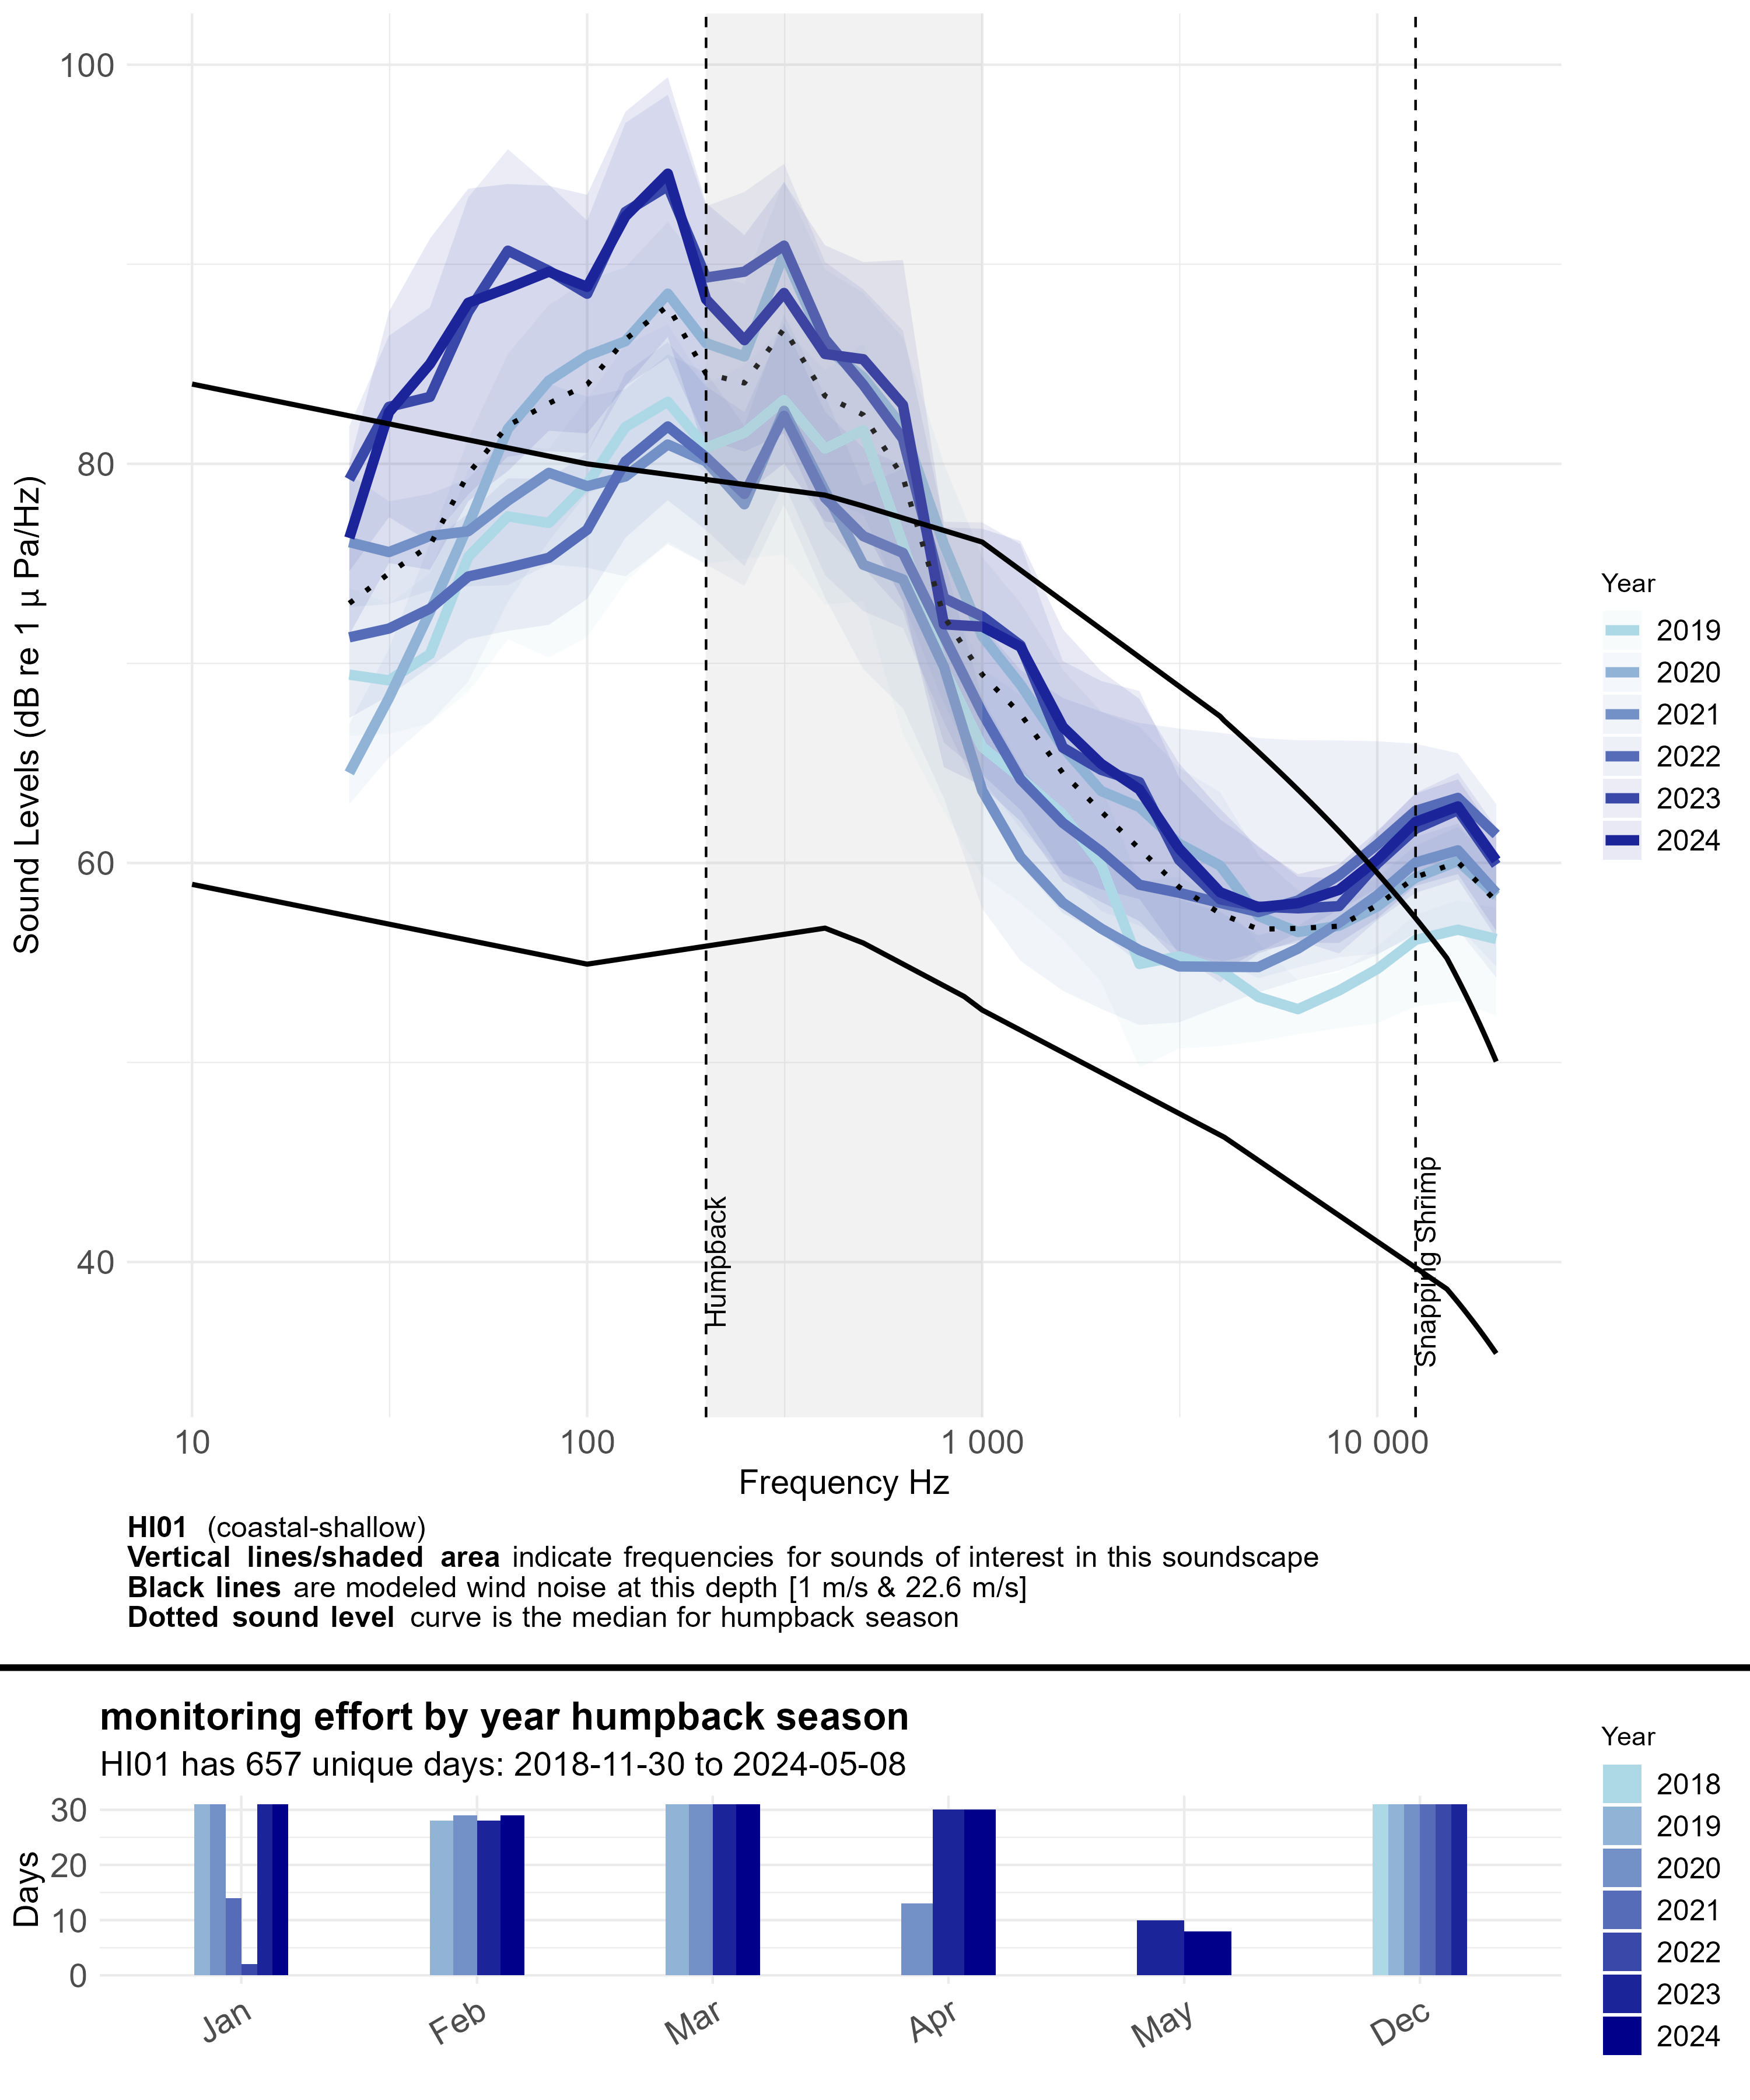 100
80
60
40
Sound Levels (dB re 1 µ Pa/Hz)
Humpback
Snapping Shrimp
10
100
1 000
10 000
Frequency Hz
Year
2019
2020
2021
2022
2023
2024
HI01 (coastal-shallow)
Vertical lines/shaded area indicate frequencies for sounds of interest in this soundscape
Black lines are modeled wind noise at this depth [1 m/s & 22.6 m/s]
Dotted sound level curve is the median for humpback season
monitoring effort by year humpback season
HI01 has 657 unique days: 2018-11-30 to 2024-05-08
30
20
10
0
Days
Jan
Feb
Mar
Apr
May
Dec
Year
2018
2019
2020
2021
2022
2023
2024